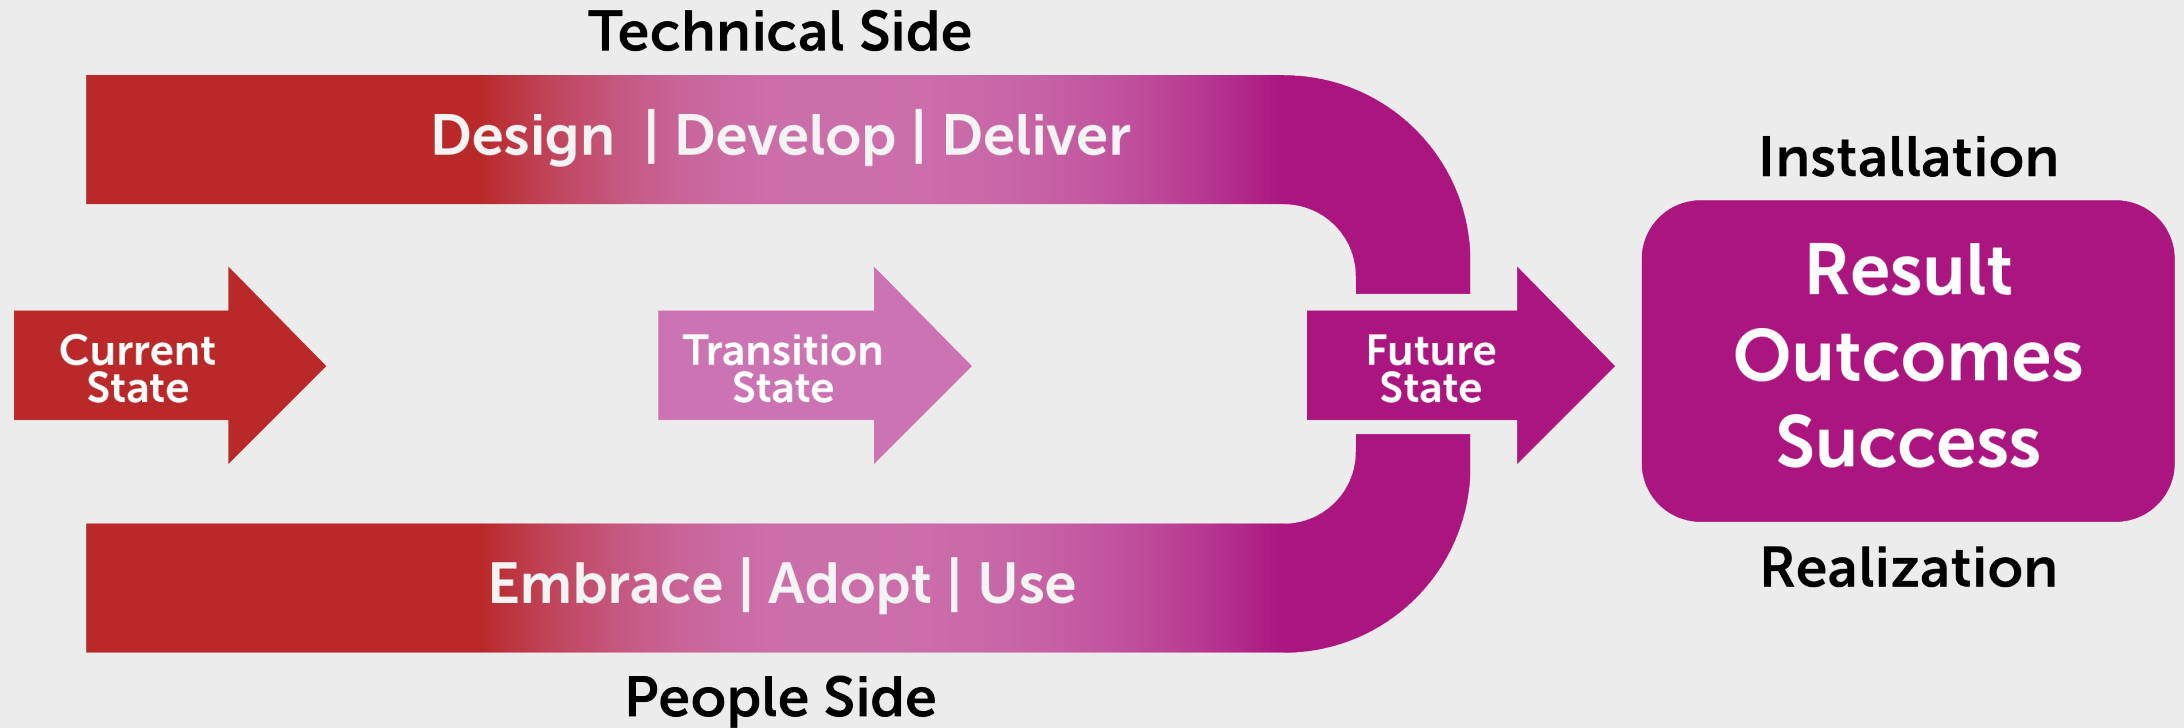 Technical Side
Design | Develop | Deliver
Current
State
Transition
State
Future
State
Embrace | Adopt | Use
People Side
Installation
Result
Outcomes
Success
Realization